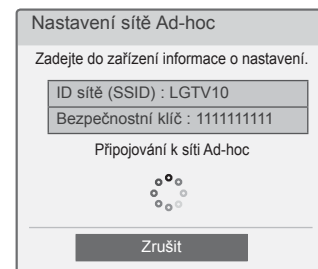 Nastavení sítě Ad-hoc
Zadejte do zařízení informace o nastavení.
ID sítě (SSID) : LGTV10
Bezpečnostní klíč : 1111111111
Připojování k síti Ad-hoc
Zrušit